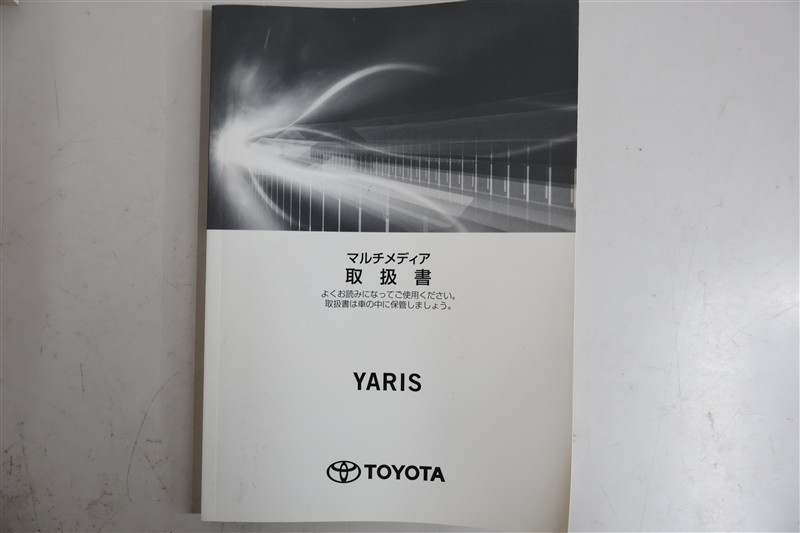 マルチメディア
取扱書
よくお読みになってご使用ください。
取扱書は車の中に保管しましょう。
YARIS
TOYOTA